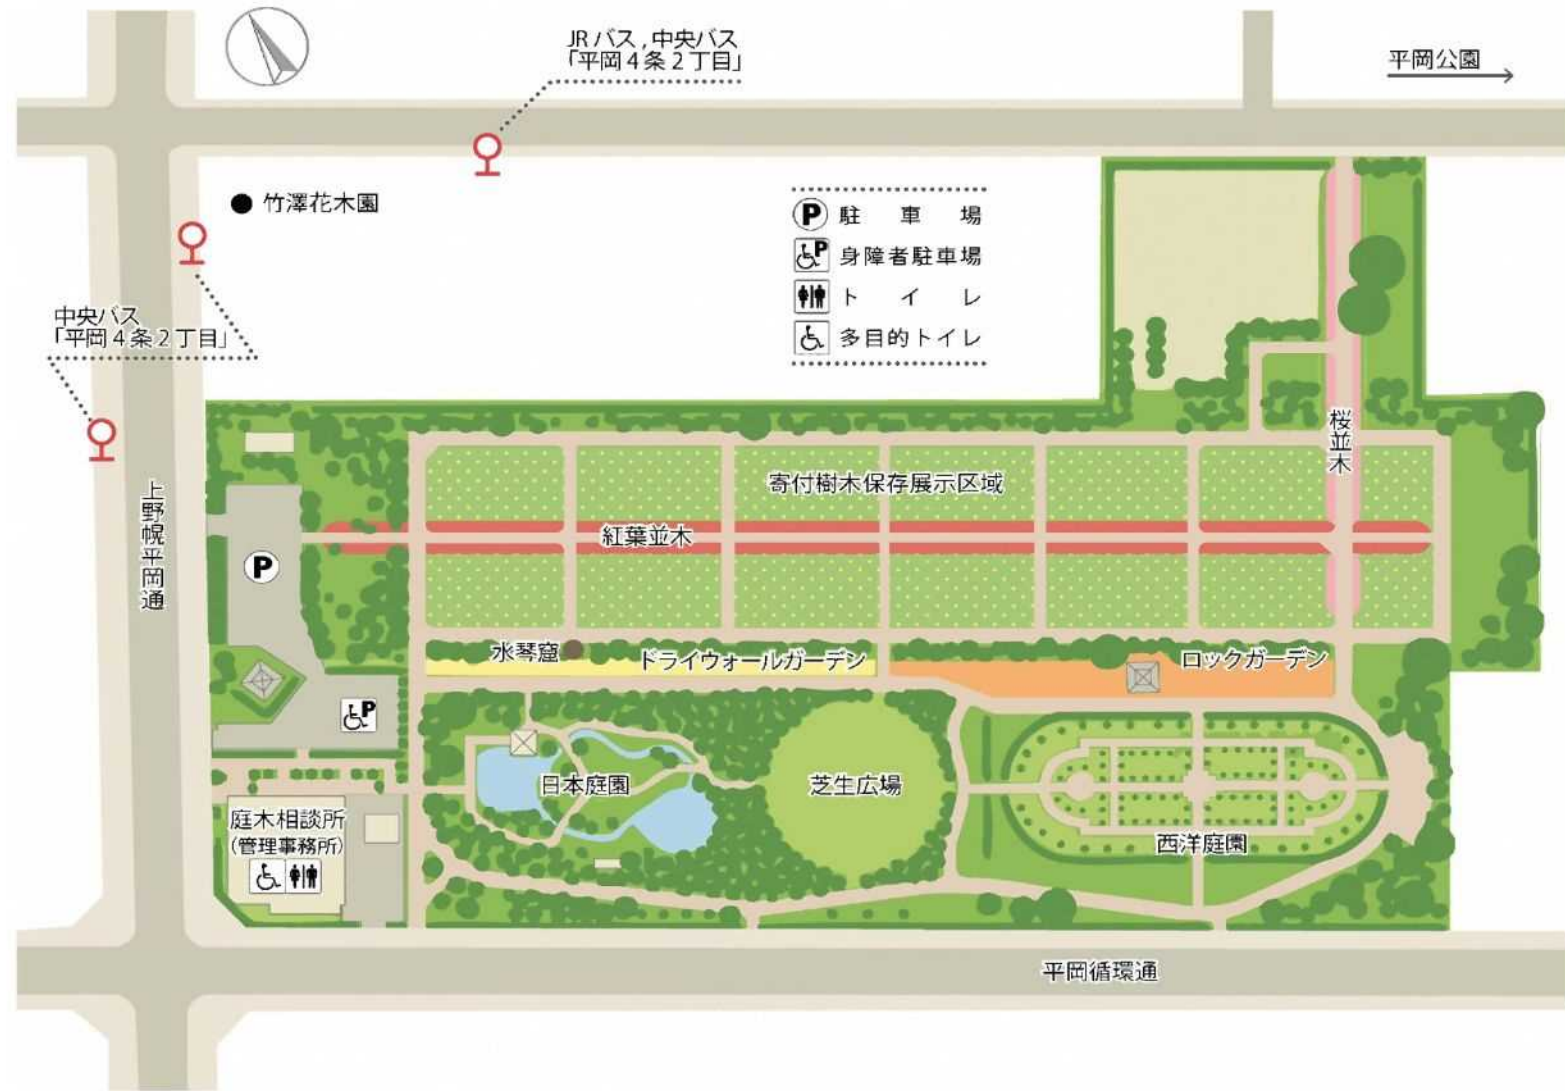 JRバス,中央バス
「平岡4条2丁目」
平岡公園
竹澤花木園
P 駐車場
P 身障者駐車場
トイレ
多目的トイレ
中央バス
「平岡4条2丁目」
上野幌平岡通
桜並木
寄付樹木保存展示区域
紅葉並木
P
水琴窟
ドライウォールガーデン
ロックガーデン
P
日本庭園
芝生広場
西洋庭園
庭木相談所
(管理事務所)
平岡循環通